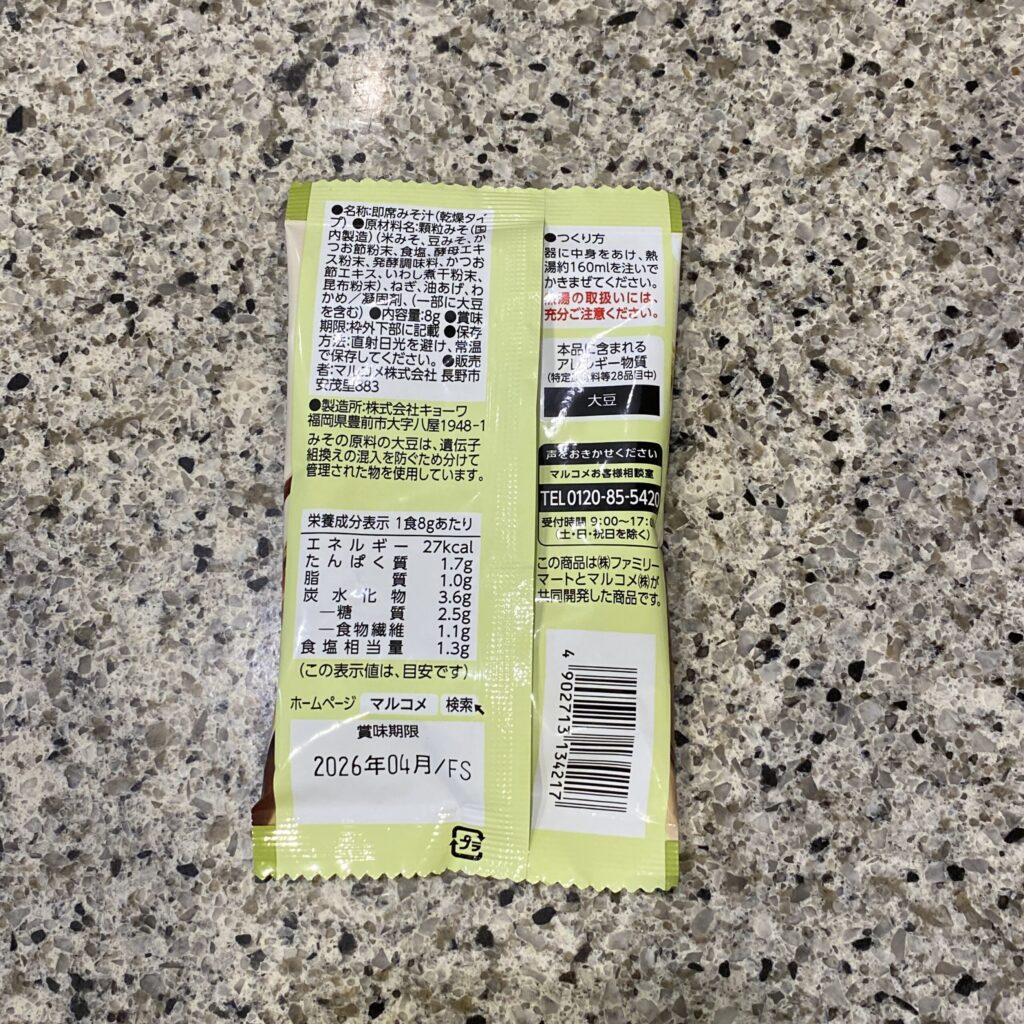 ●名称:即席みそ汁(乾燥タイ
プ) ●原材料名:顆粒みそ(国
内製造)(米みそ、豆みそ、か
つお節粉末、食塩、酵母エキ
ス粉末、発酵調味料、かつお
節エキス、いわし煮干粉末、
昆布粉末)、ねぎ、油あげ、わ
かめ/凝固剤、(一部に大豆
を含む) ●内容量:8g ●賞味
期限:枠外下部に記載 ●保存
方法:直射日光を避け、常温
で保存してください。●販売
者:マルコメ株式会社 長野市
安茂里883
●製造所:株式会社キョーワ
福岡県豊前市大字八屋1948-1
みその原料の大豆は、遺伝子
組換えの混入を防ぐため分けて
管理された物を使用しています。
栄養成分表示 1食8gあたり
エネルギー 27kcal
たんぱく質 1.7g
脂質 1.0g
炭水化物 3.6g
―糖質 2.5g
―食物繊維 1.1g
食塩相当量 1.3g
(この表示値は、目安です)
ホームページ マルコメ 検索
賞味期限
2026年04月/FS
プラ
●つくり方
器に中身をあけ、熱
湯約160mlを注いで
かきまぜてください。
熱湯の取扱いには、
充分ご注意ください。
本品に含まれる
アレルギー物質
(特定原材料等28品目中)
大豆
声をおきかせください
マルコメお客様相談室
TEL 0120-85-5420
受付時間 9:00〜17:00
(土・日・祝日を除く)
この商品は㈱ファミリー
マートとマルコメ㈱が
共同開発した商品です。
4 902713 134217